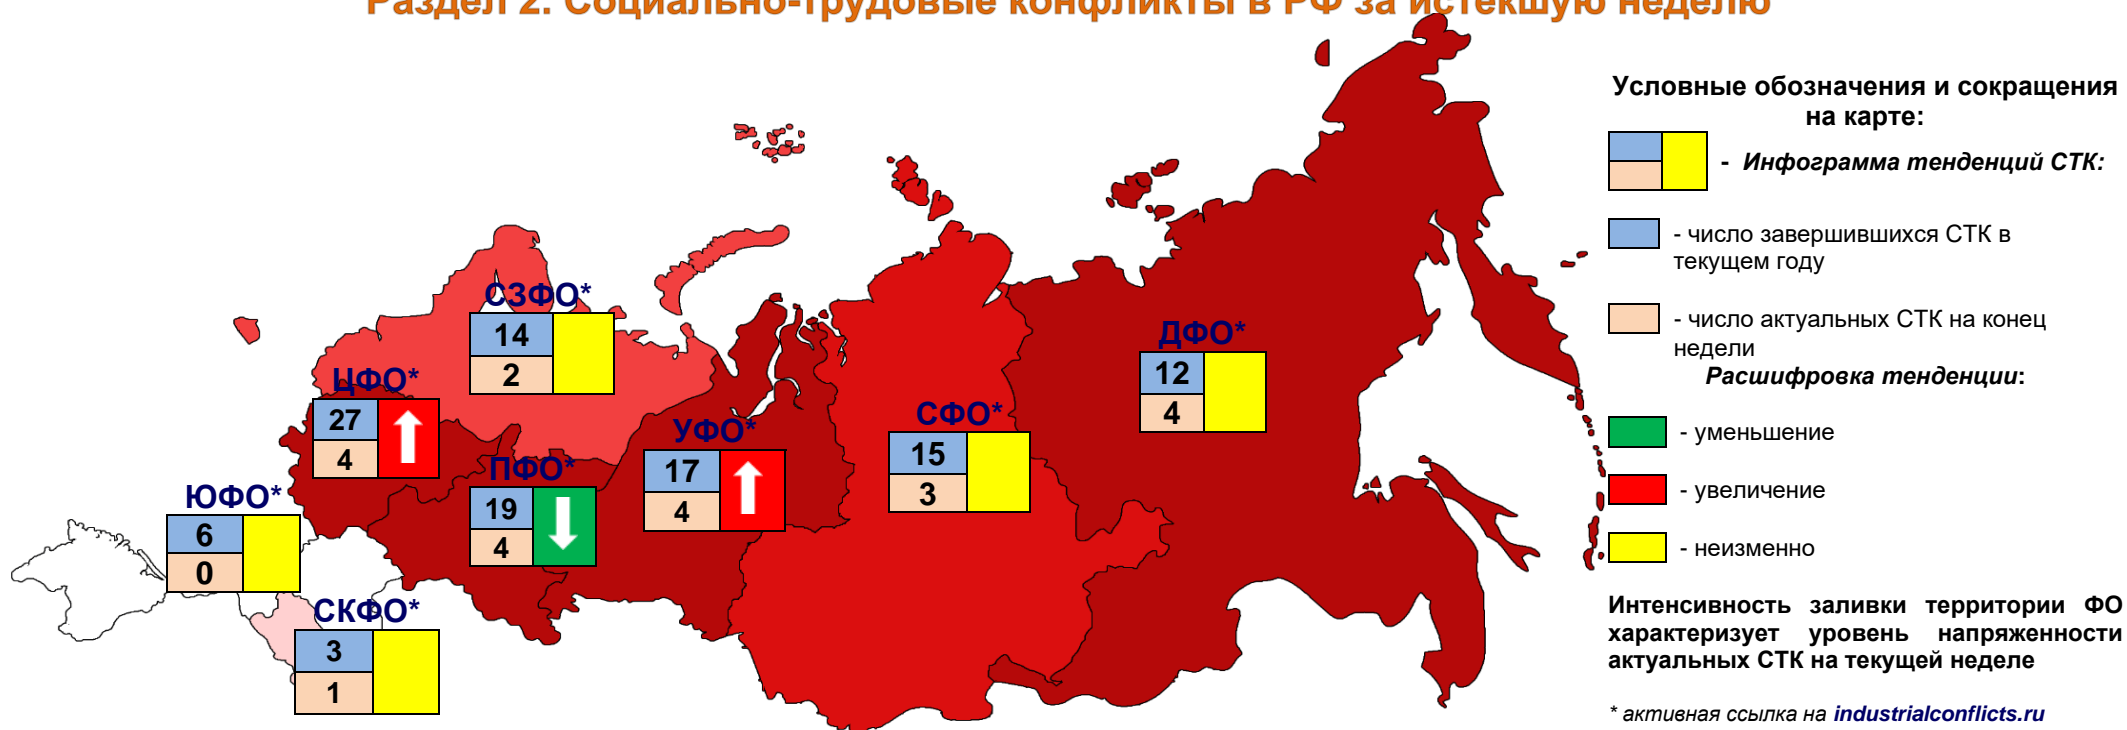 Раздел 2. Социально-трудовые конфликты в РФ за истекшую неделю
Условные обозначения и сокращения
на карте:
- Инфограмма тенденций СТК:
- число завершившихся СТК в
текущем году
- число актуальных СТК на конец
недели
Расшифровка тенденции:
- уменьшение
- увеличение
- неизменно
Интенсивность заливки территории ФО
характеризует уровень напряженности
актуальных СТК на текущей неделе
* активная ссылка на industrialconflicts.ru
СЗФО*
14
2
ЦФО*
27
4
ПФО*
19
4
УФО*
17
4
СФО*
15
3
ДФО*
12
4
ЮФО*
6
0
СКФО*
3
1